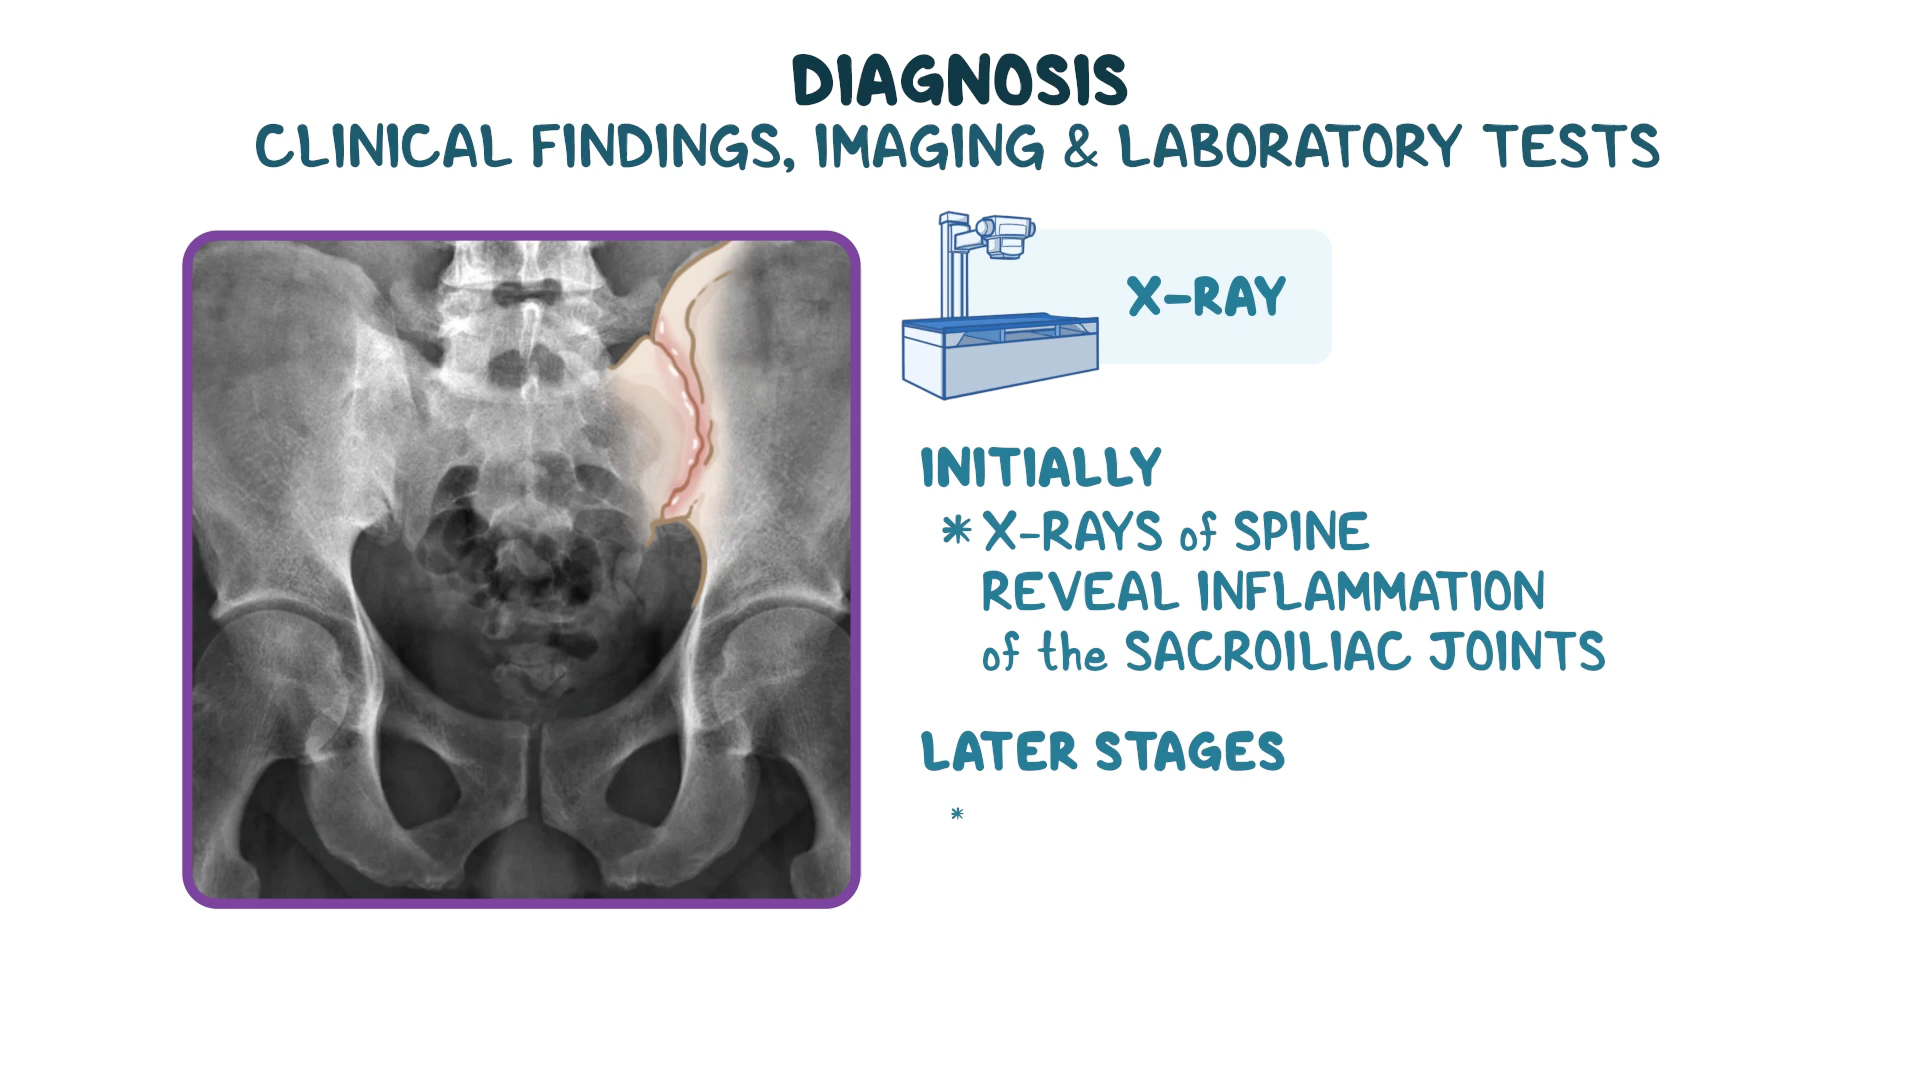 DIAGNOSIS
CLINICAL FINDINGS, IMAGING & LABORATORY TESTS
X-RAY
INITIALLY
* X-RAYS of SPINE
REVEAL INFLAMMATION
of the SACROILIAC JOINTS
LATER STAGES
*